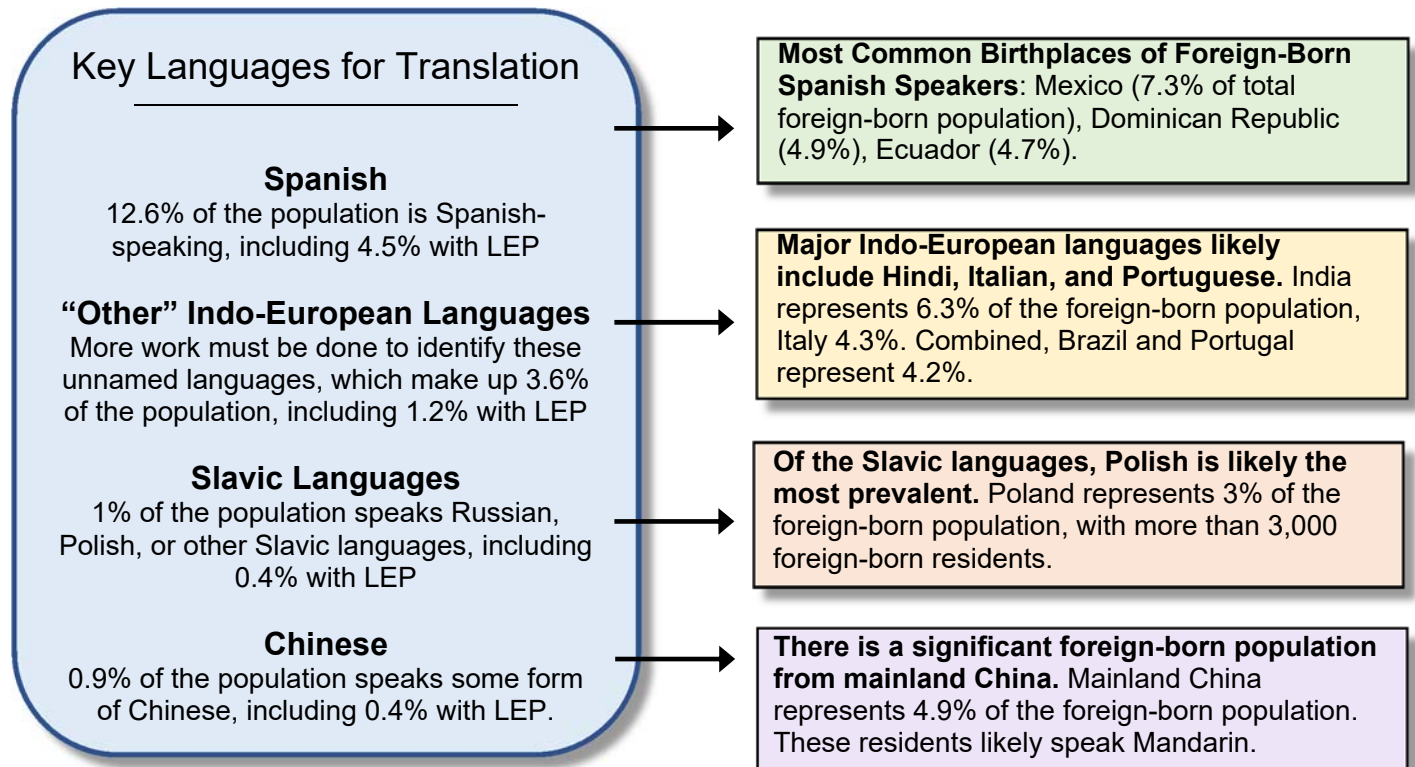 Key Languages for Translation
Spanish
12.6% of the population is Spanish-
speaking, including 4.5% with LEP
“Other” Indo-European Languages
More work must be done to identify these
unnamed languages, which make up 3.6%
of the population, including 1.2% with LEP
Slavic Languages
1% of the population speaks Russian,
Polish, or other Slavic languages, including
0.4% with LEP
Chinese
0.9% of the population speaks some form
of Chinese, including 0.4% with LEP.
Most Common Birthplaces of Foreign-Born
Spanish Speakers: Mexico (7.3% of total
foreign-born population), Dominican Republic
(4.9%), Ecuador (4.7%).
Major Indo-European languages likely
include Hindi, Italian, and Portuguese. India
represents 6.3% of the foreign-born population,
Italy 4.3%. Combined, Brazil and Portugal
represent 4.2%.
Of the Slavic languages, Polish is likely the
most prevalent. Poland represents 3% of the
foreign-born population, with more than 3,000
foreign-born residents.
There is a significant foreign-born population
from mainland China. Mainland China
represents 4.9% of the foreign-born population.
These residents likely speak Mandarin.